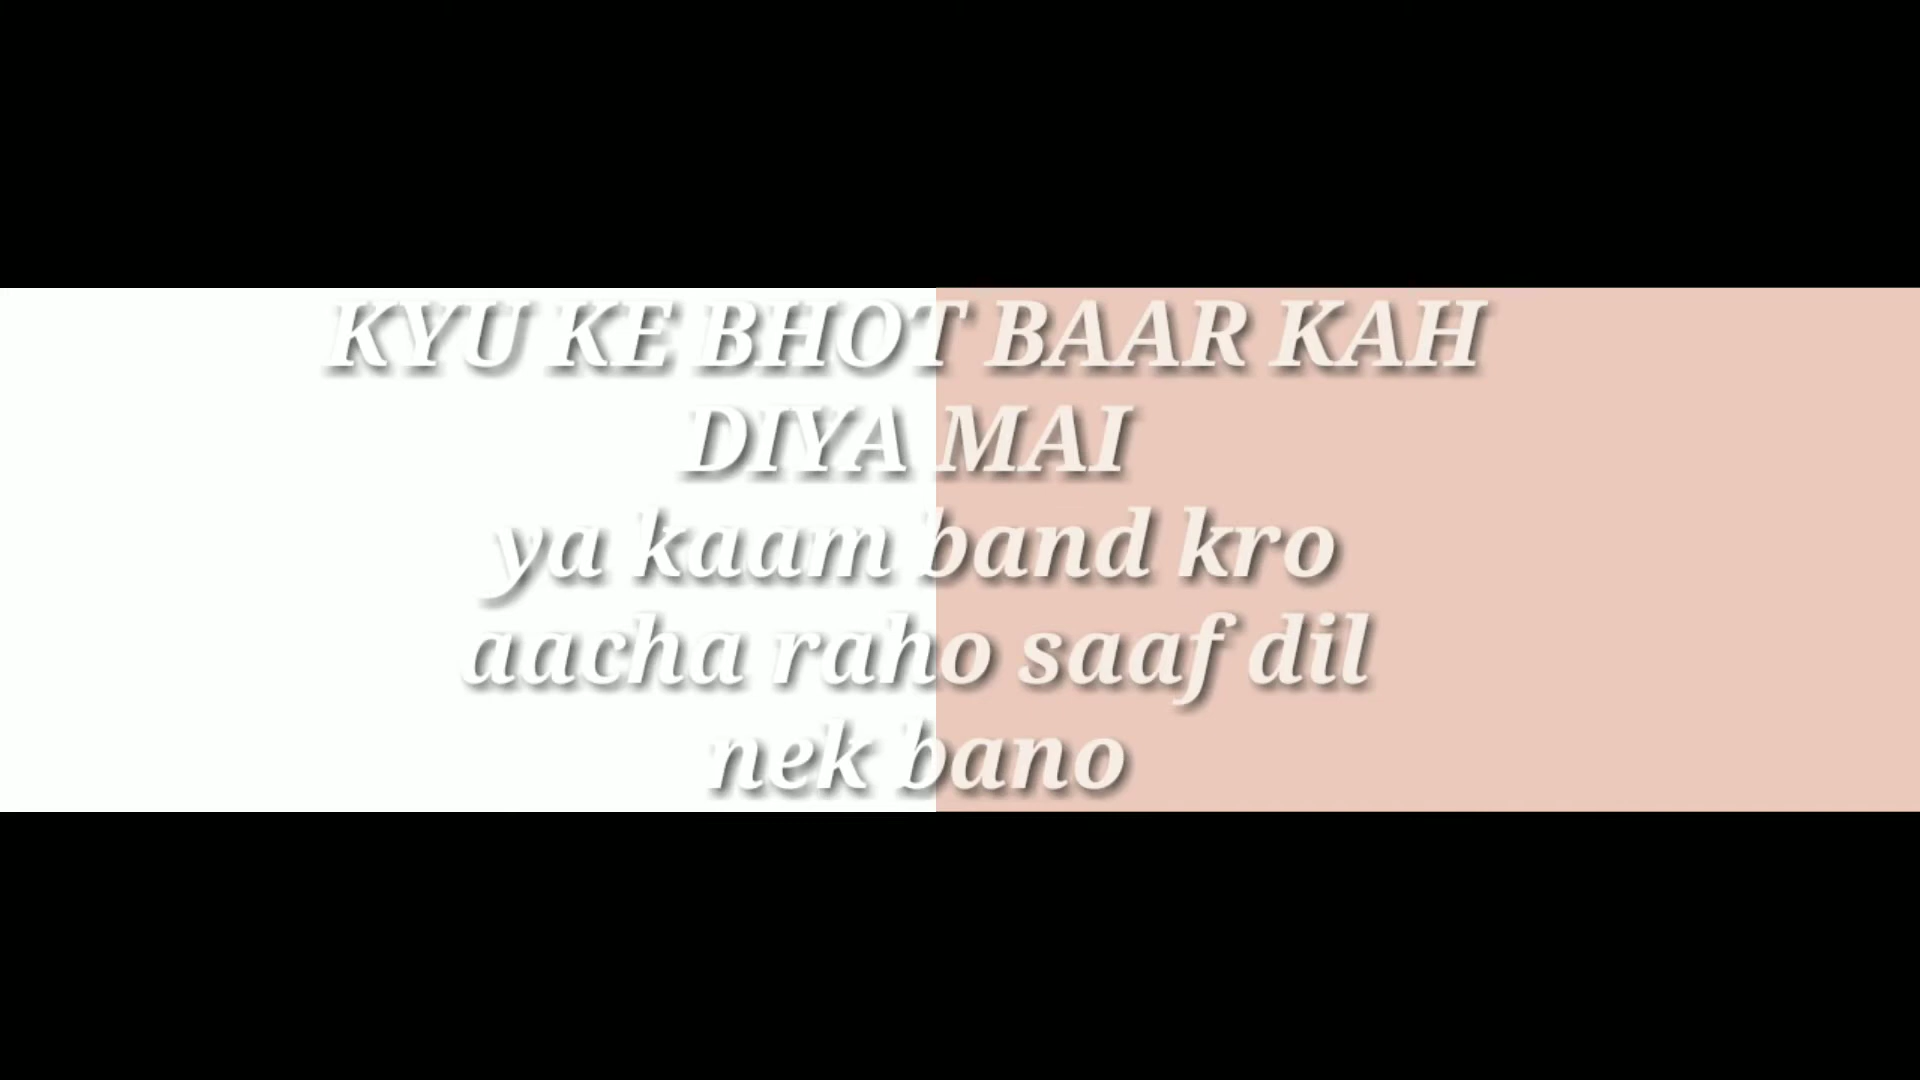 KYU KE BHOT BAAR KAH
DIYA MAI
ya kaam band kro
aacha raho saaf dil
nek bano